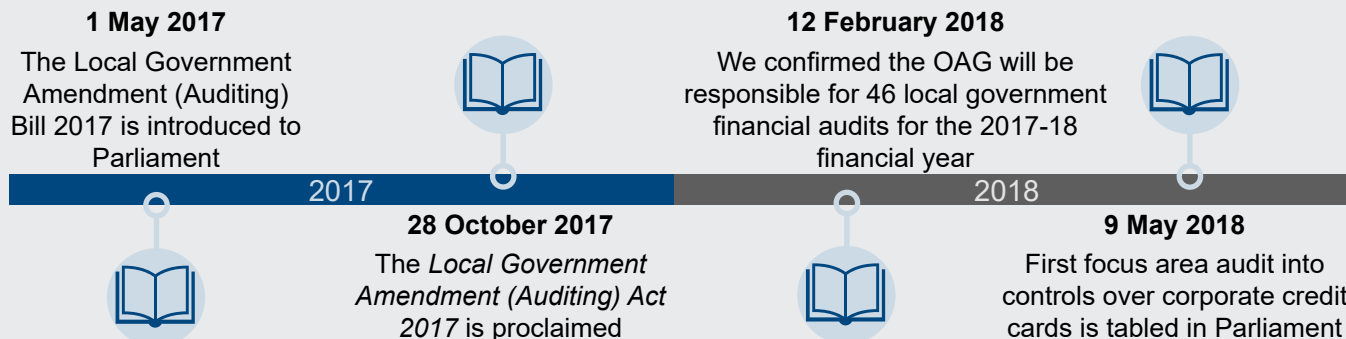 1 May 2017
The Local Government
Amendment (Auditing)
Bill 2017 is introduced to
Parliament
12 February 2018
We confirmed the OAG will be
responsible for 46 local government
financial audits for the 2017-18
financial year
2017
2018
28 October 2017
The Local Government
Amendment (Auditing) Act
2017 is proclaimed
9 May 2018
First focus area audit into
controls over corporate credit
cards is tabled in Parliament